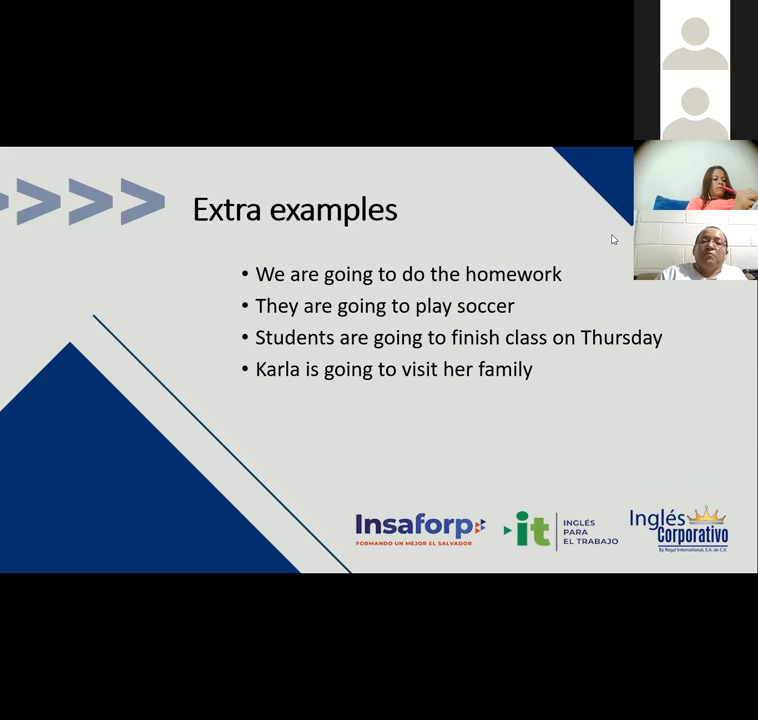 Extra examples
• We are going to do the homework
• They are going to play soccer
• Students are going to finish class on Thursday
• Karla is going to visit her family
Insaforp
FORMANDO UN MEJOR EL SALVADOR
it
INGLÉS
PARA
EL TRABAJO
Inglés
Corporativo
By Regal International, S.A. de C.V.